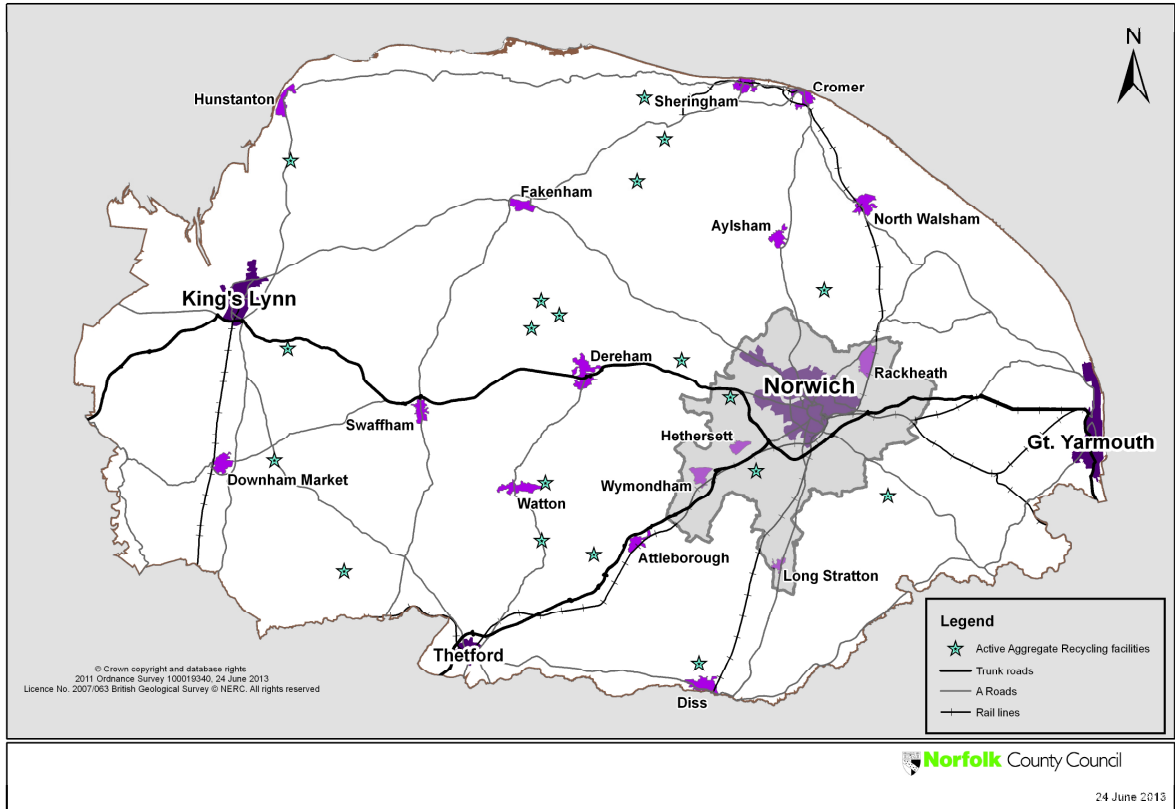 N
Hunstanton
Sheringham
Cromer
Fakenham
North Walsham
Aylsham
King's Lynn
Dereham
Rackheath
Norwich
Swaffham
Hethersett
Gt. Yarmouth
Downham Market
Wymondham
Watton
Attleborough
Long Stratton
Thetford
Diss
© Crown copyright and database rights
2011 Ordnance Survey 100019340, 24 June 2013
Licence No. 2007/063 British Geological Survey © NERC. All rights reserved
Legend
Active Aggregate Recycling facilities
Trunk roads
A Roads
Rail lines
Norfolk County Council
24 June 2013